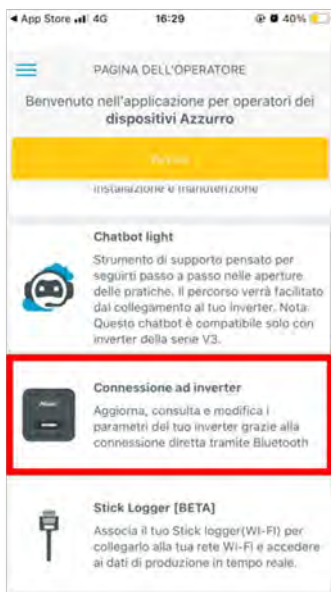 App Store 4G 16:29 40%
PAGINA DELL'OPERATORE
Benvenuto nell'applicazione per operatori dei
dispositivi Azzurro
installazione e manutenzione
Chatbot light
Strumento di supporto pensato per
seguirti passo a passo nelle aperture
delle pratiche. Il percorso verrà facilitato
dal collegamento al tuo inverter. Nota:
Questo chatbot è compatibile solo con
inverter della serie V3.
Connessione ad inverter
Aggiorna, consulta e modifica i
parametri del tuo inverter grazie alla
connessione diretta tramite Bluetooth
Stick Logger [BETA]
Associa il tuo Stick logger(WI-FI) per
collegarlo alla tua rete Wi-Fi e accedere
ai dati di produzione in tempo reale.